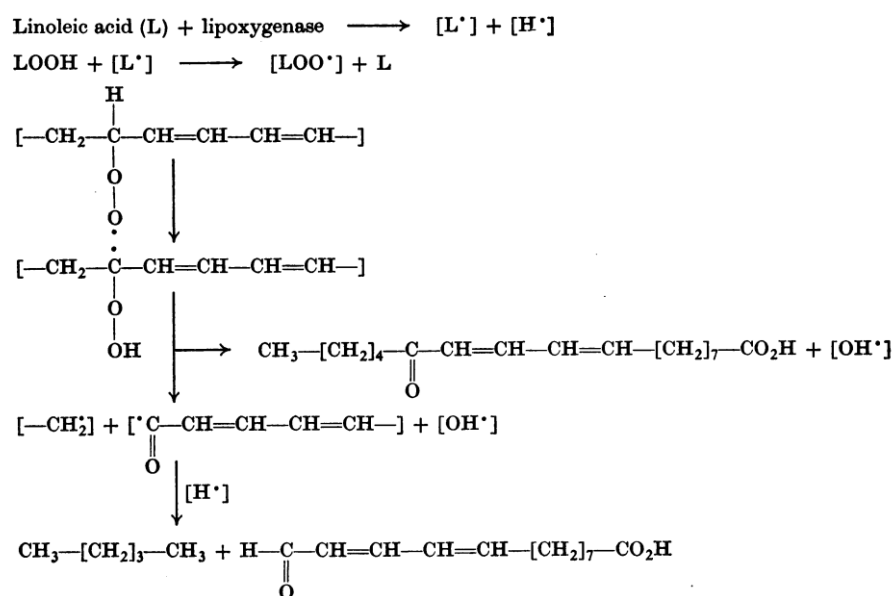 Linoleic acid (L) + lipoxygenase ⟶ [L•] + [H•]
LOOH + [L•] ⟶ [LOO•] + L
H
[—CH₂—C—CH=CH—CH=CH—]
O
O
[—CH₂—C—CH=CH—CH=CH—]
O
OH
CH₃—[CH₂]₄—C—CH=CH—CH=CH—[CH₂]₇—CO₂H + [OH•]
O
[—CH₂•] + [•C—CH=CH—CH=CH—] + [OH•]
O
[H•]
CH₃—[CH₂]₃—CH₃ + H—C—CH=CH—CH=CH—[CH₂]₇—CO₂H
O